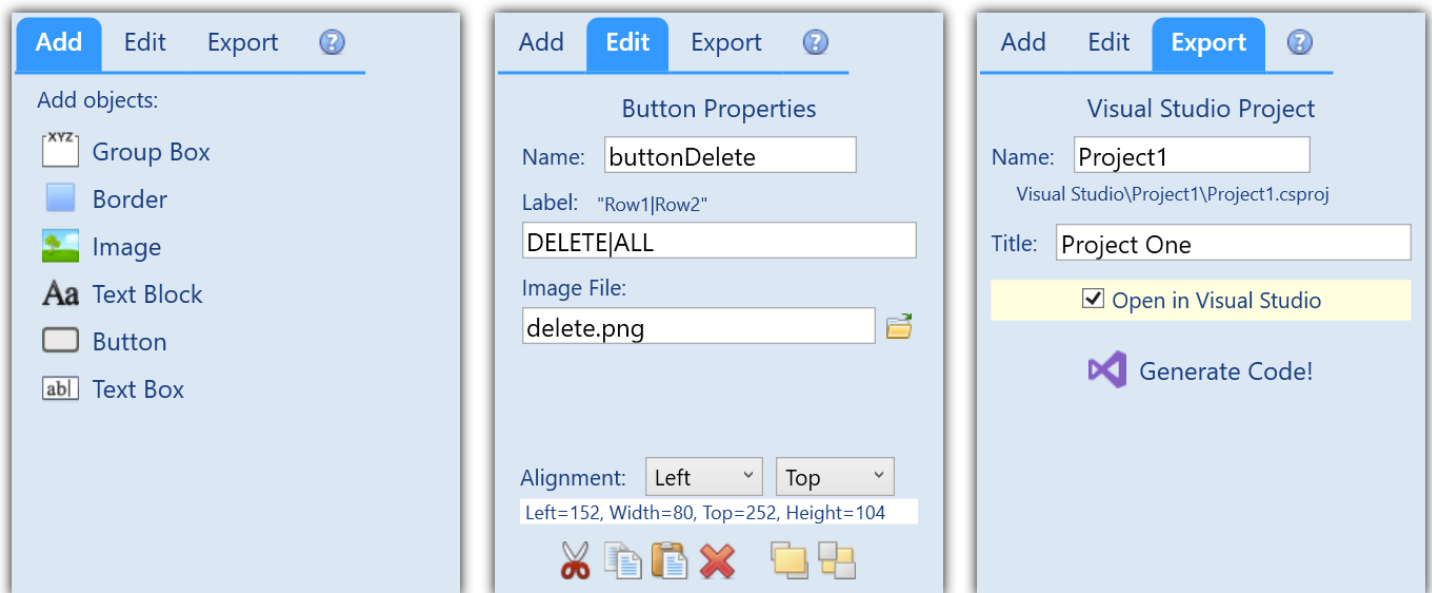 Add Edit Export ?
Add objects:
XYZ
Group Box
Border
Image
Aa Text Block
Button
ab| Text Box
Add Edit Export ?
Button Properties
Name: buttonDelete
Label: "Row1|Row2"
DELETE|ALL
Image File:
delete.png
Alignment: Left Top
Left=152, Width=80, Top=252, Height=104
Add Edit Export ?
Visual Studio Project
Name: Project1
Visual Studio\Project1\Project1.csproj
Title: Project One
Open in Visual Studio
Generate Code!